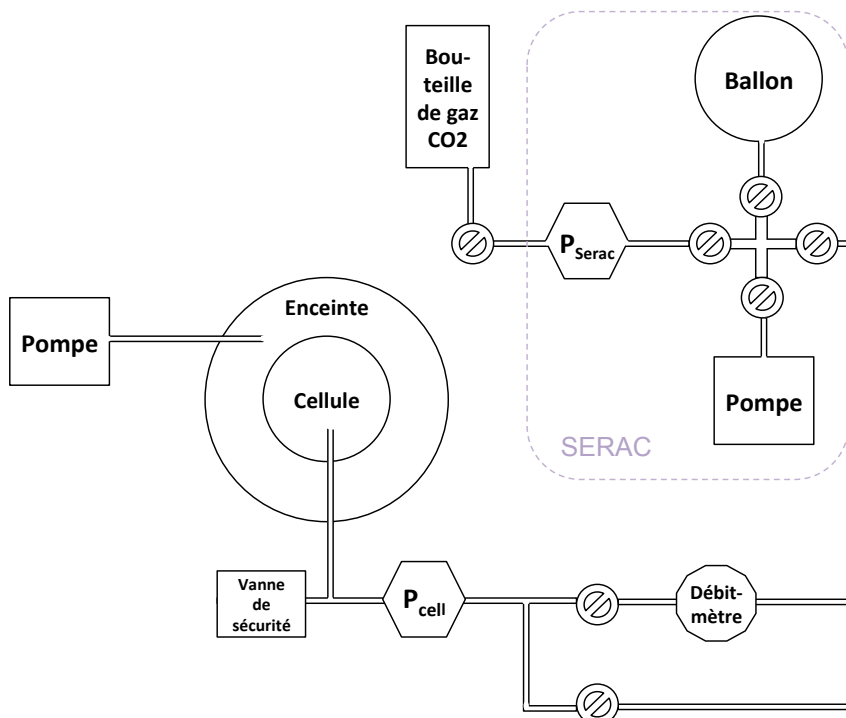 Bou-
teille
de gaz
CO2
Ballon
P Serac
Enceinte
Pompe
Cellule
Pompe
SERAC
Vanne
de
sécurité
P cell
Débit-
mètre